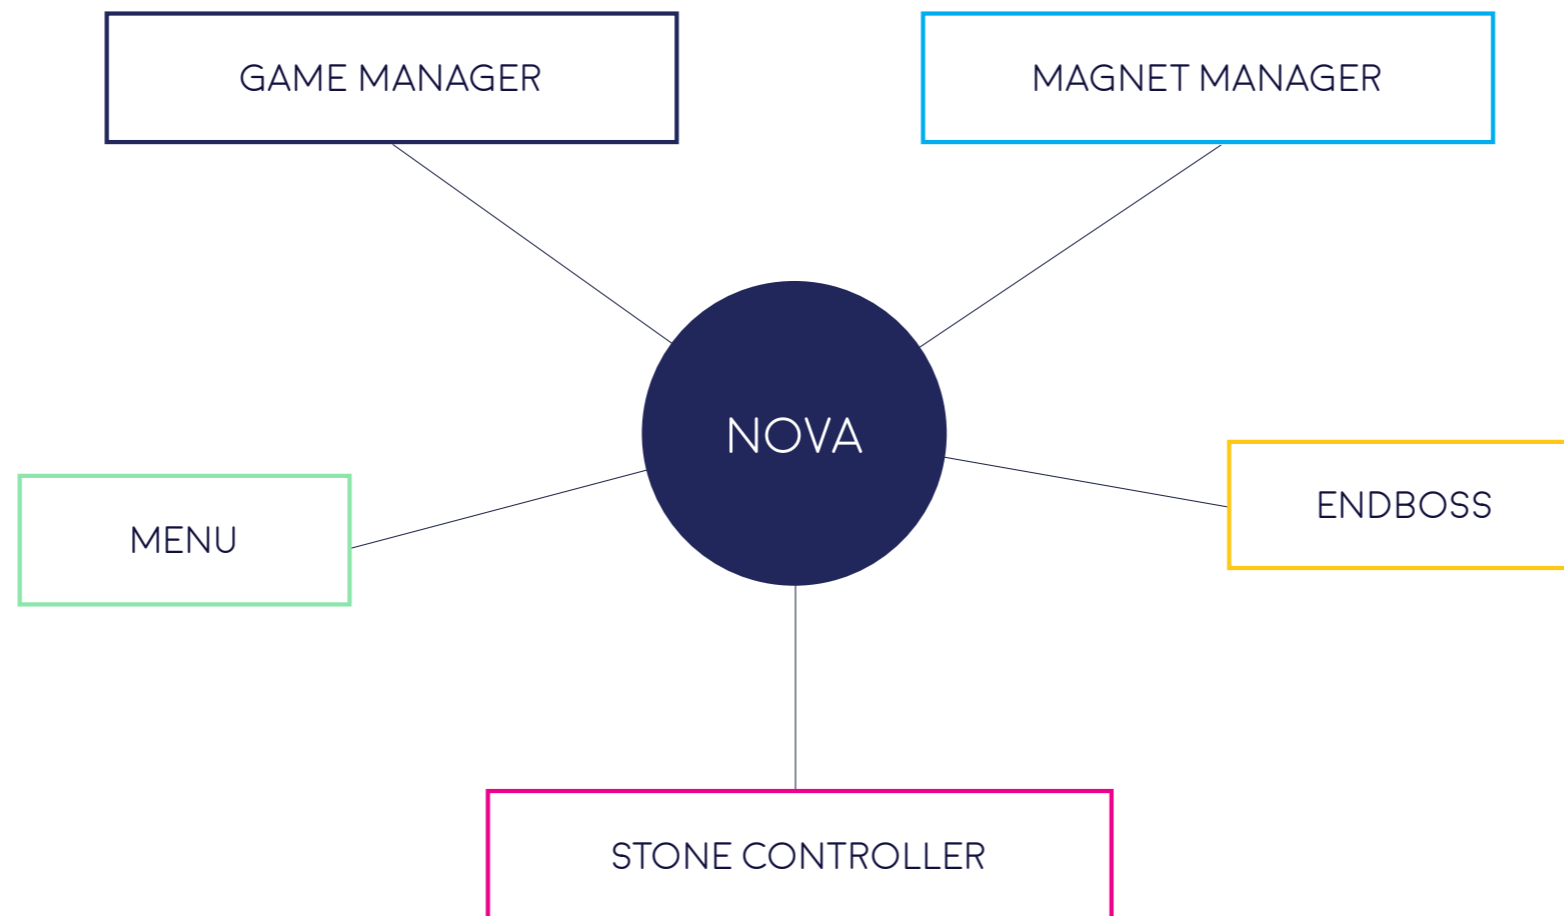 GAME MANAGER
MAGNET MANAGER
NOVA
MENU
ENDBOSS
STONE CONTROLLER